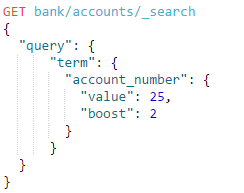 GET bank/accounts/_search
{
  "query": {
      "term": {
        "account_number": {
          "value": 25,
          "boost": 2
        }
      }
  }
}